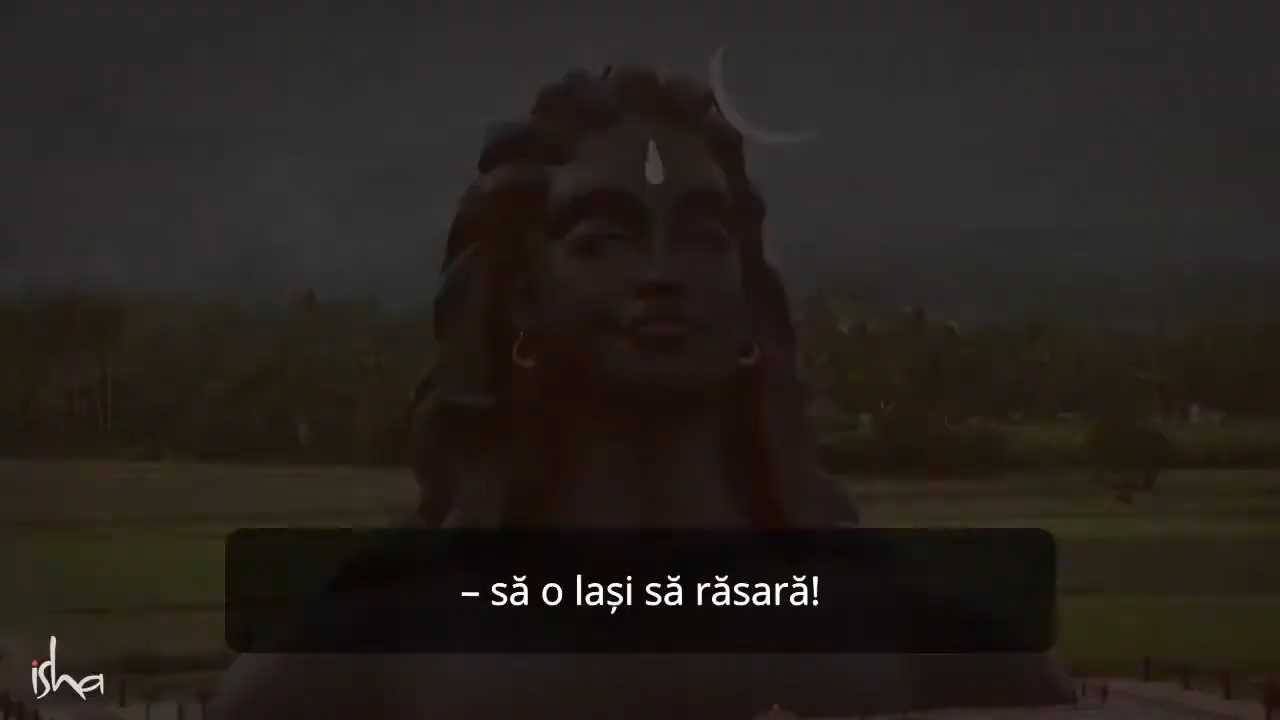 – să o lași să răsară!
isha